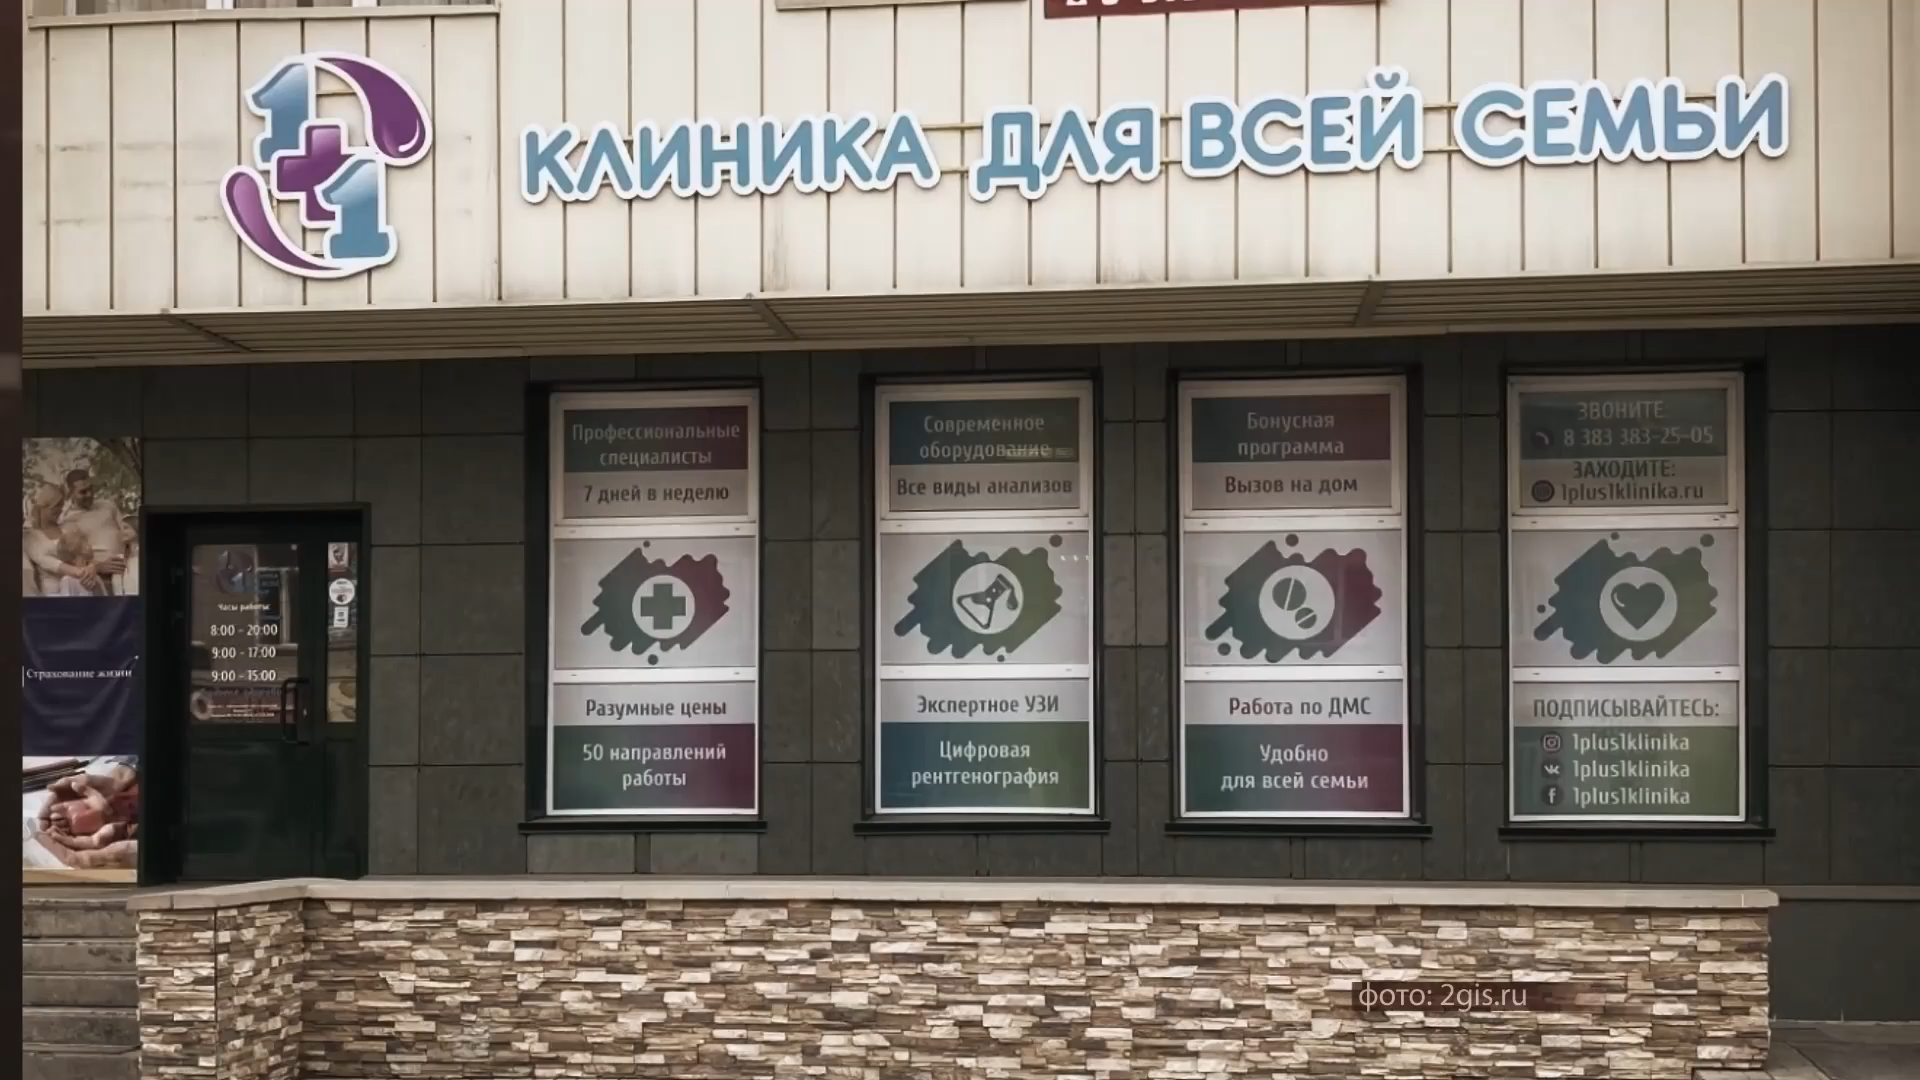 1+1
КЛИНИКА ДЛЯ ВСЕЙ СЕМЬИ
Профессиональные
специалисты
7 дней в неделю
Разумные цены
50 направлений
работы
Современное
оборудование
Все виды анализов
Экспертное УЗИ
Цифровая
рентгенография
Бонусная
программа
Вызов на дом
Работа по ДМС
Удобно
для всей семьи
ЗВОНИТЕ:
8 383 383-25-05
ЗАХОДИТЕ:
1plus1klinika.ru
ПОДПИСЫВАЙТЕСЬ:
1plus1klinika
1plus1klinika
1plus1klinika
Часы работы:
8:00 - 20:00
9:00 - 17:00
9:00 - 15:00
Страхование жизни
фото: 2gis.ru